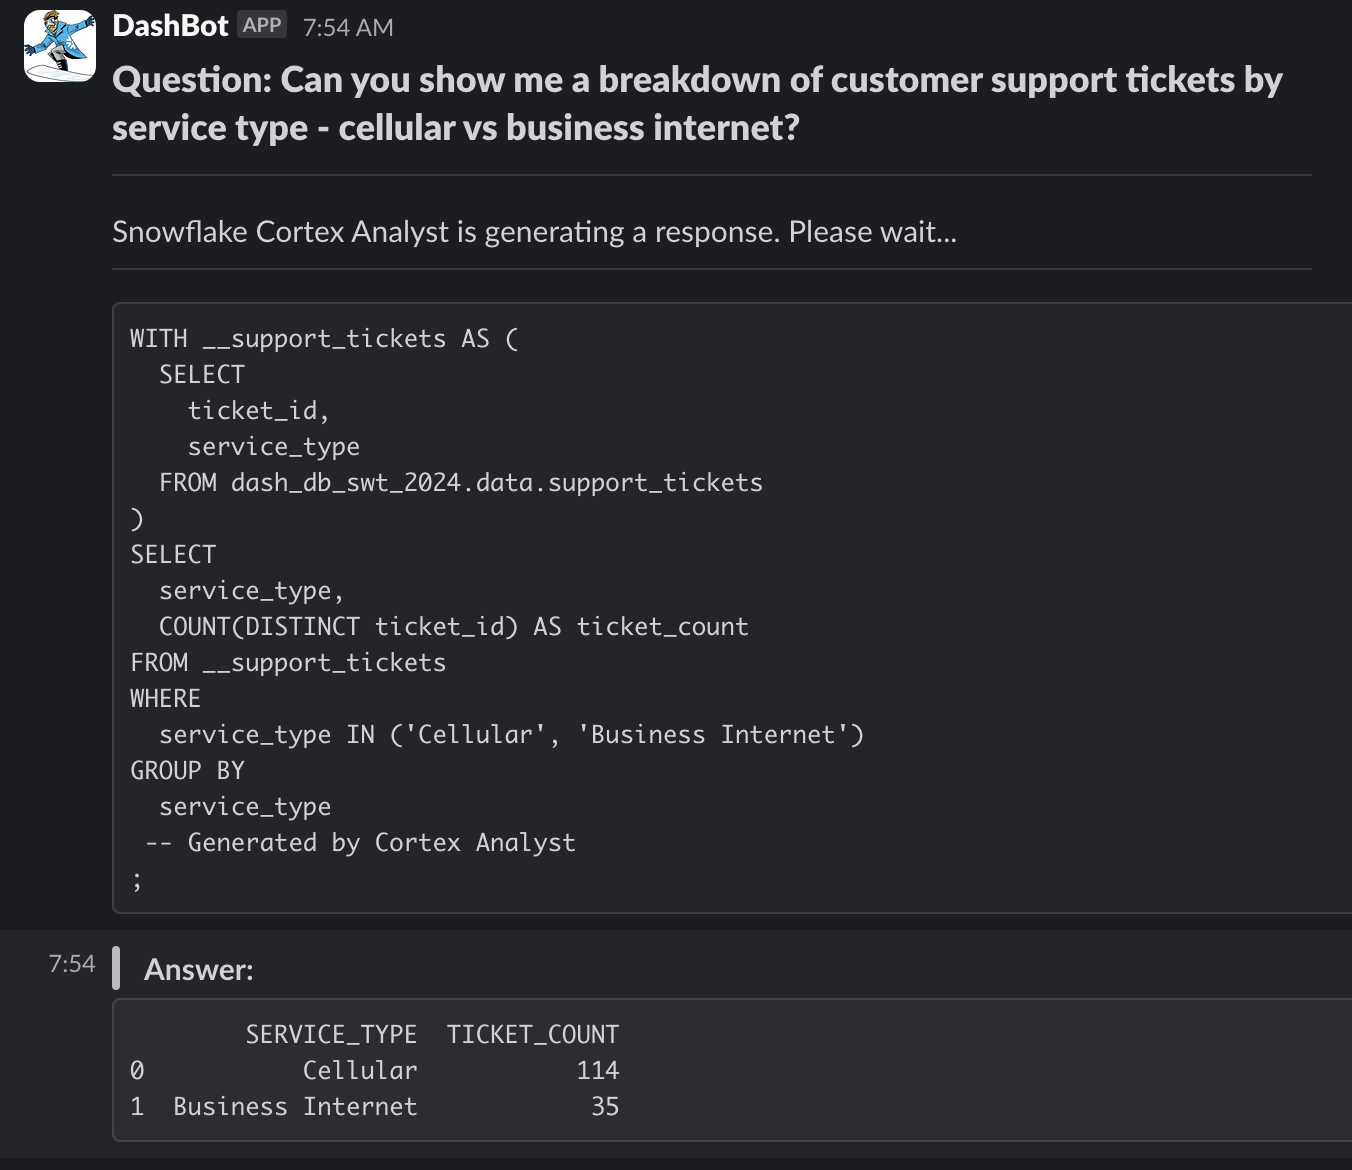 DashBot APP 7:54 AM
Question: Can you show me a breakdown of customer support tickets by
service type - cellular vs business internet?
Snowflake Cortex Analyst is generating a response. Please wait...
WITH __support_tickets AS (
  SELECT
    ticket_id,
    service_type
  FROM dash_db_swt_2024.data.support_tickets
)
SELECT
  service_type,
  COUNT(DISTINCT ticket_id) AS ticket_count
FROM __support_tickets
WHERE
  service_type IN ('Cellular', 'Business Internet')
GROUP BY
  service_type
 -- Generated by Cortex Analyst
;
7:54 Answer:
        SERVICE_TYPE  TICKET_COUNT
0           Cellular           114
1  Business Internet            35